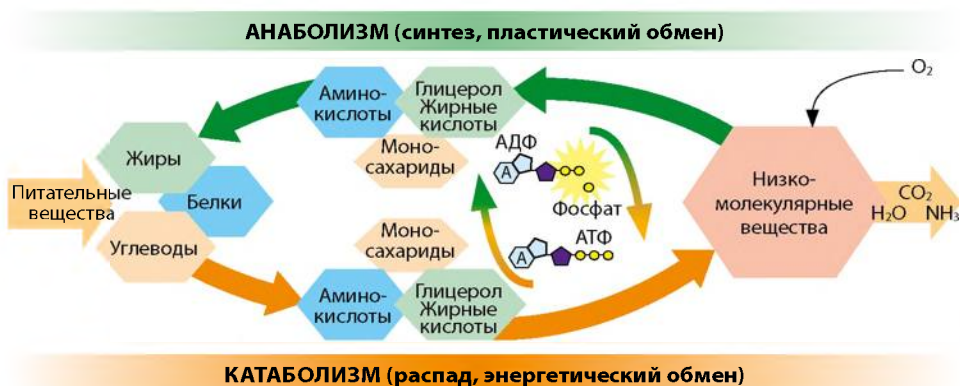 АНАБОЛИЗМ (синтез, пластический обмен)
O₂
Амино-
кислоты
Глицерол
Жирные
кислоты
Моно-
сахариды
АДФ
А
Фосфат
АТФ
А
Жиры
Белки
Углеводы
Питательные
вещества
Низко-
молекулярные
вещества
CO₂
H₂O NH₃
Моно-
сахариды
Амино-
кислоты
Глицерол
Жирные
кислоты
КАТАБОЛИЗМ (распад, энергетический обмен)